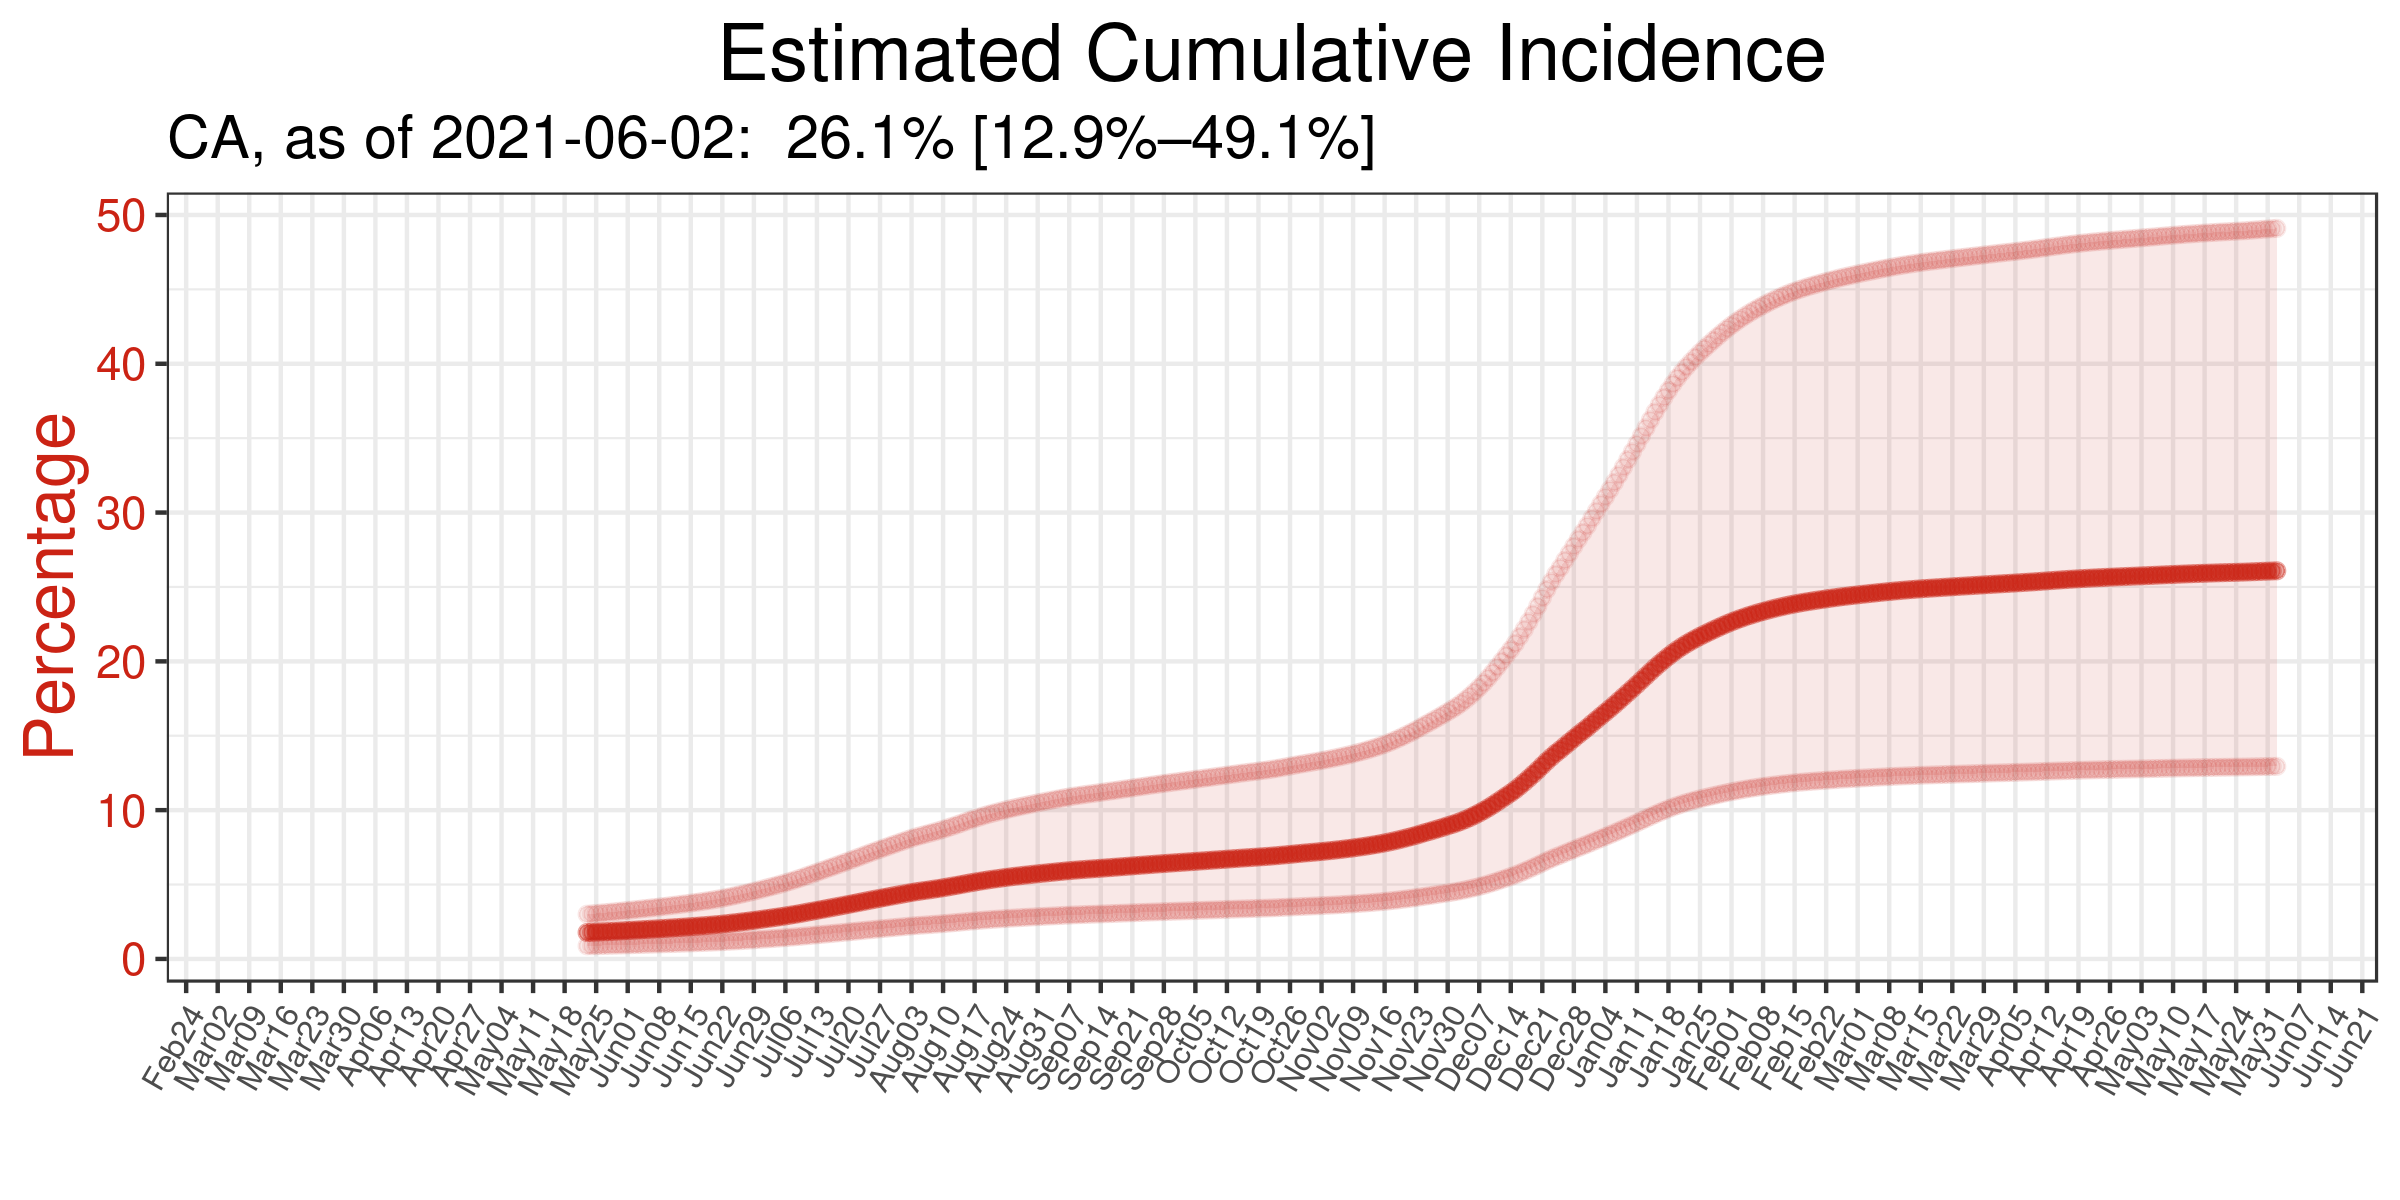 Estimated Cumulative Incidence
CA, as of 2021-06-02:  26.1% [12.9%–49.1%]
Percentage
50
40
30
20
10
0
Feb24
Mar02
Mar09
Mar16
Mar23
Mar30
Apr06
Apr13
Apr20
Apr27
May04
May11
May18
May25
Jun01
Jun08
Jun15
Jun22
Jun29
Jul06
Jul13
Jul20
Jul27
Aug03
Aug10
Aug17
Aug24
Aug31
Sep07
Sep14
Sep21
Sep28
Oct05
Oct12
Oct19
Oct26
Nov02
Nov09
Nov16
Nov23
Nov30
Dec07
Dec14
Dec21
Dec28
Jan04
Jan11
Jan18
Jan25
Feb01
Feb08
Feb15
Feb22
Mar01
Mar08
Mar15
Mar22
Mar29
Apr05
Apr12
Apr19
Apr26
May03
May10
May17
May24
May31
Jun07
Jun14
Jun21